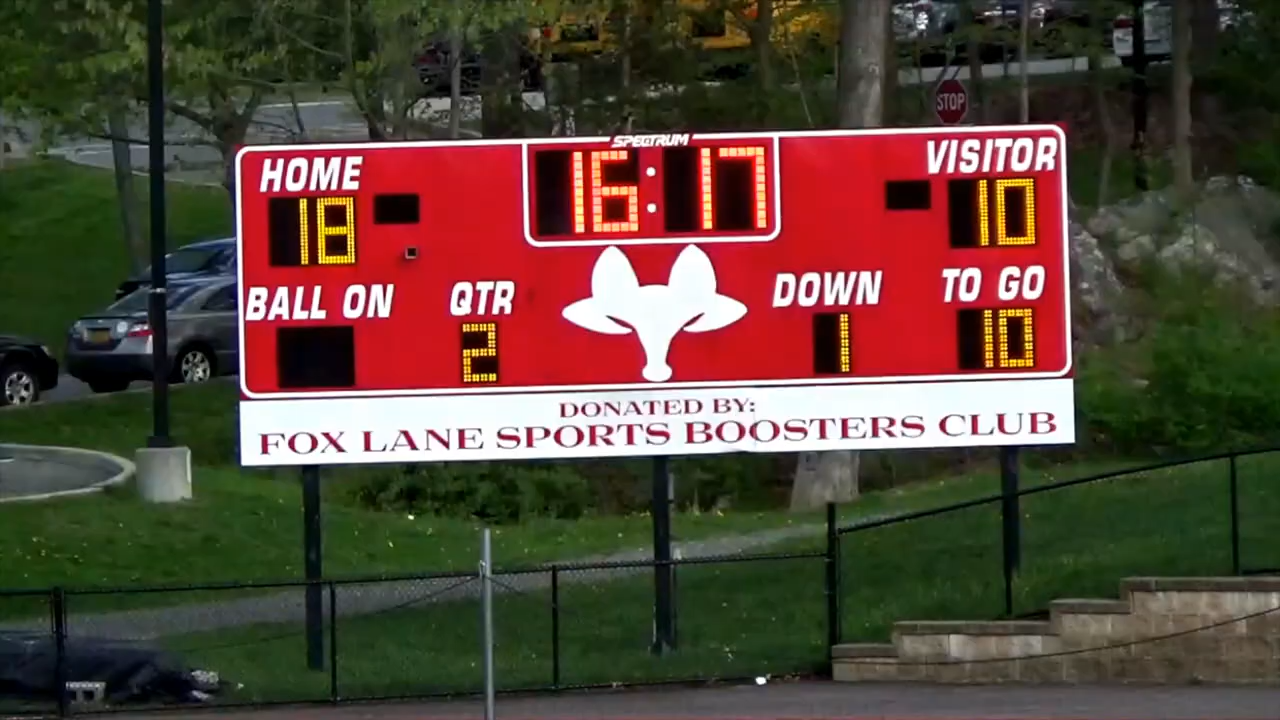 SPECTRUM
HOME 16:17 VISITOR
18 10
BALL ON QTR DOWN TO GO
2 1 10
DONATED BY:
FOX LANE SPORTS BOOSTERS CLUB
STOP